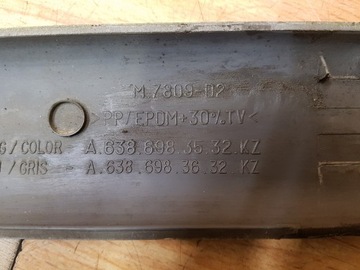 M.7809-02
>PP/EPDM+30%TV<
G/COLOR - A.638.698.35.32.KZ
/GRIS - A.638.698.36.32.KZ